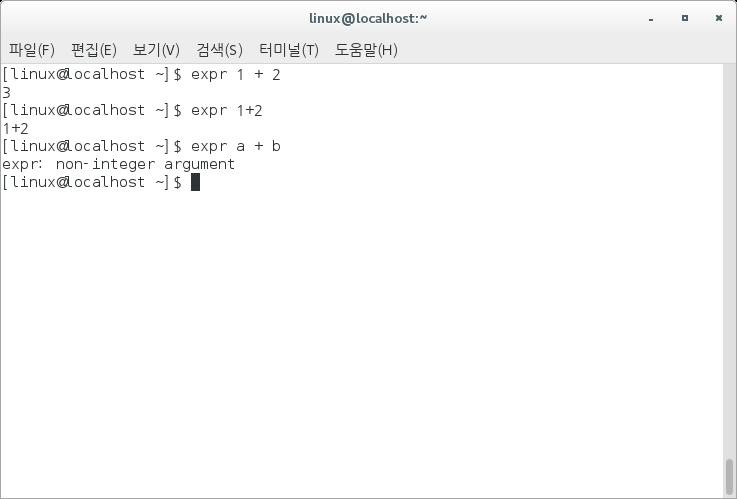 linux@localhost:~
파일(F) 편집(E) 보기(V) 검색(S) 터미널(T) 도움말(H)
[linux@localhost ~]$ expr 1 + 2
3
[linux@localhost ~]$ expr 1+2
1+2
[linux@localhost ~]$ expr a + b
expr: non-integer argument
[linux@localhost ~]$